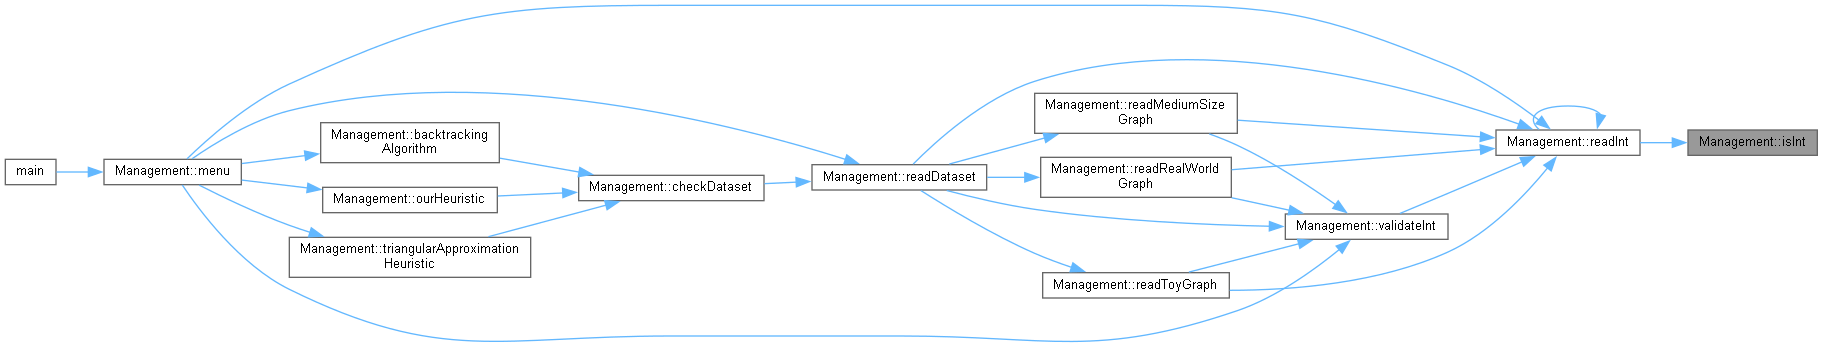 main
Management::menu
Management::backtracking
Algorithm
Management::ourHeuristic
Management::triangularApproximation
Heuristic
Management::checkDataset
Management::readDataset
Management::readMediumSize
Graph
Management::readRealWorld
Graph
Management::readToyGraph
Management::validateInt
Management::readInt
Management::isInt